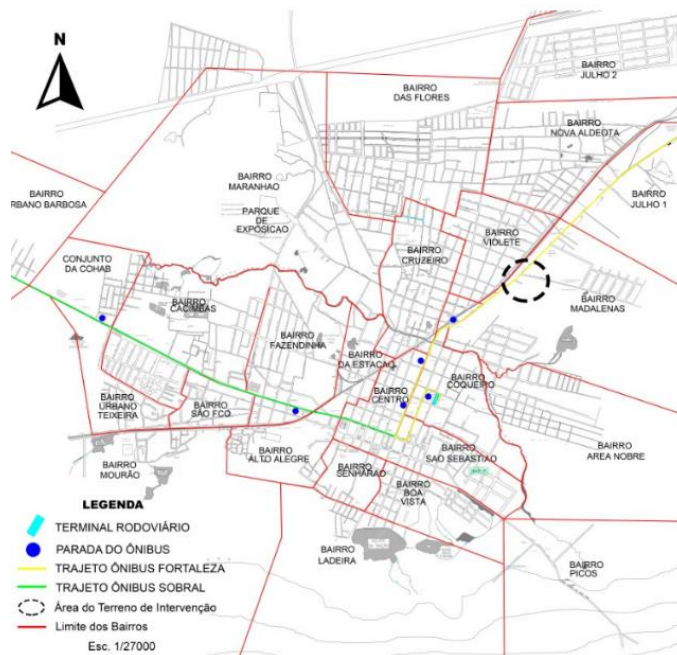 N
BAIRRO
JULHO 2
BAIRRO
DAS FLORES
BAIRRO
NOVA ALDEOTA
BAIRRO
RBANO BARBOSA
BAIRRO
MARANHAO
PARQUE
DE
EXPOSICAO
BAIRRO
JULHO 1
BAIRRO
VIOLETE
BAIRRO
CRUZEIRO
CONJUNTO
DA COHAB
BAIRRO
CACIMBAS
BAIRRO
MADALENAS
BAIRRO
FAZENDINHA
BAIRRO
DA ESTACAO
BAIRRO
COQUEIRO
BAIRRO
CENTRO
BAIRRO
URBANO
TEIXEIRA
BAIRRO
SÃO FCO
BAIRRO
AREA NOBRE
BAIRRO
ALTO ALEGRE
BAIRRO
SAO SEBASTIAO
BAIRRO
MOURÃO
BAIRRO
SENHARAO
BAIRRO
BOA
VISTA
BAIRRO
LADEIRA
BAIRRO
PICOS
LEGENDA
TERMINAL RODOVIÁRIO
PARADA DO ÔNIBUS
TRAJETO ÔNIBUS FORTALEZA
TRAJETO ÔNIBUS SOBRAL
Área do Terreno de Intervenção
Limite dos Bairros
Esc. 1/27000